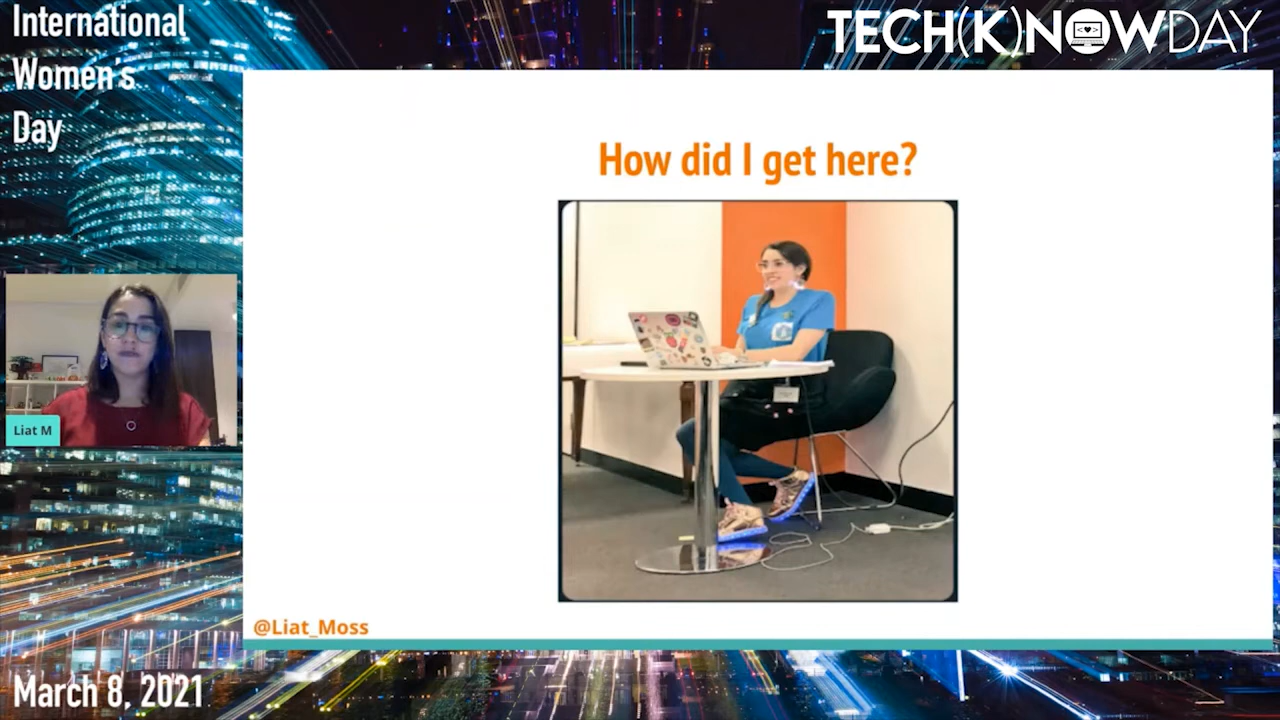 International
Women's
Day
TECH(K)NOWDAY
How did I get here?
Liat M
@Liat_Moss
March 8, 2021